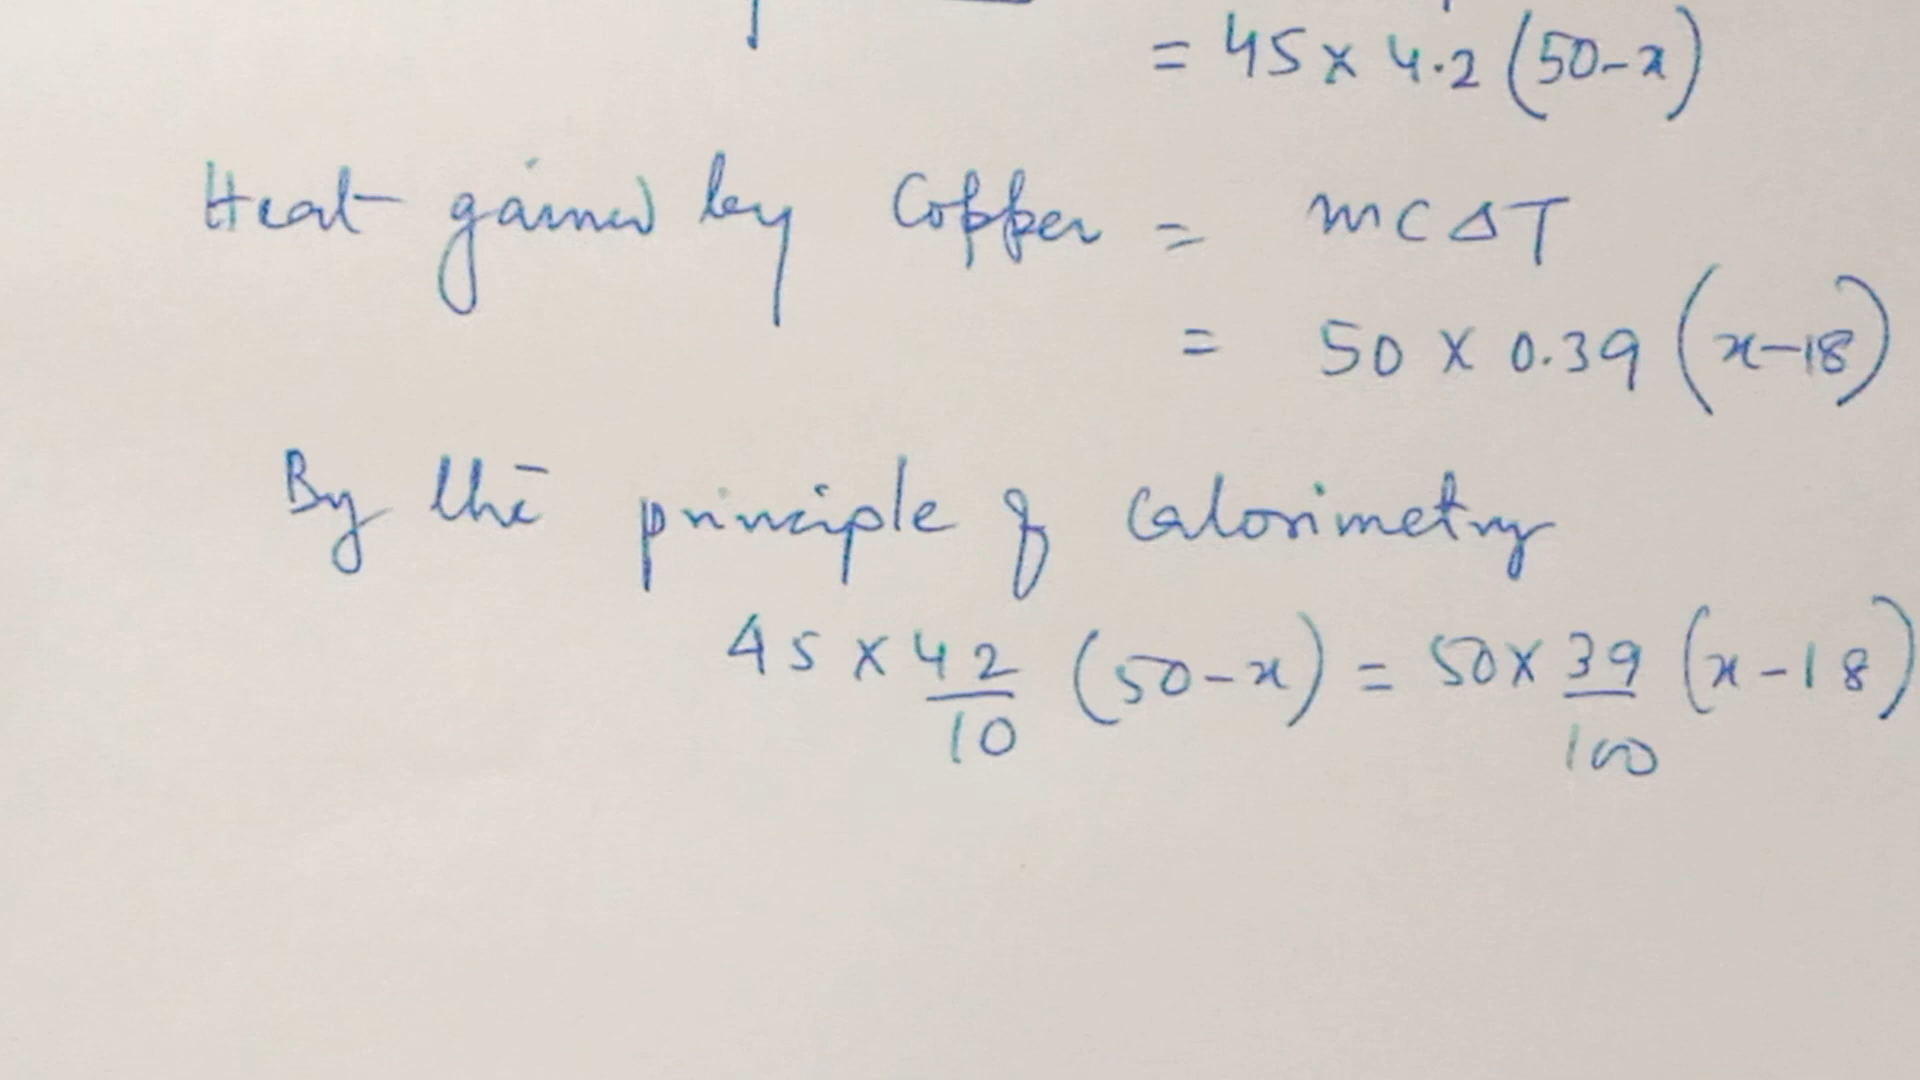 = 45 × 4.2 (50-x)
Heat gained by Copper = mcΔT
= 50 × 0.39 (x-18)
By the principle of Calorimetry
45 × 42/10 (50-x) = 50 × 39/100 (x-18)